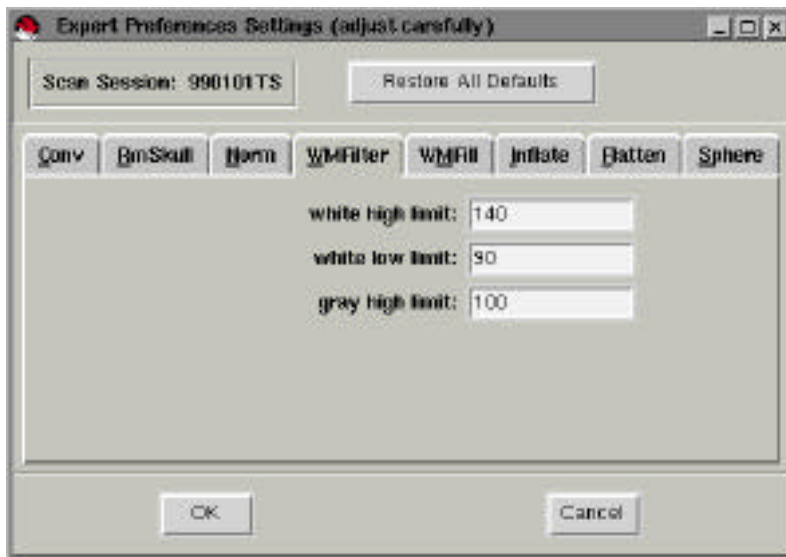 Expert Preferences Settings (adjust carefully)
Scan Session: 990101TS
Restore All Defaults
Conv
RmSkull
Norm
WMFilter
WMFill
Inflate
Flatten
Sphere
white high limit: 140
white low limit: 90
gray high limit: 100
OK
Cancel